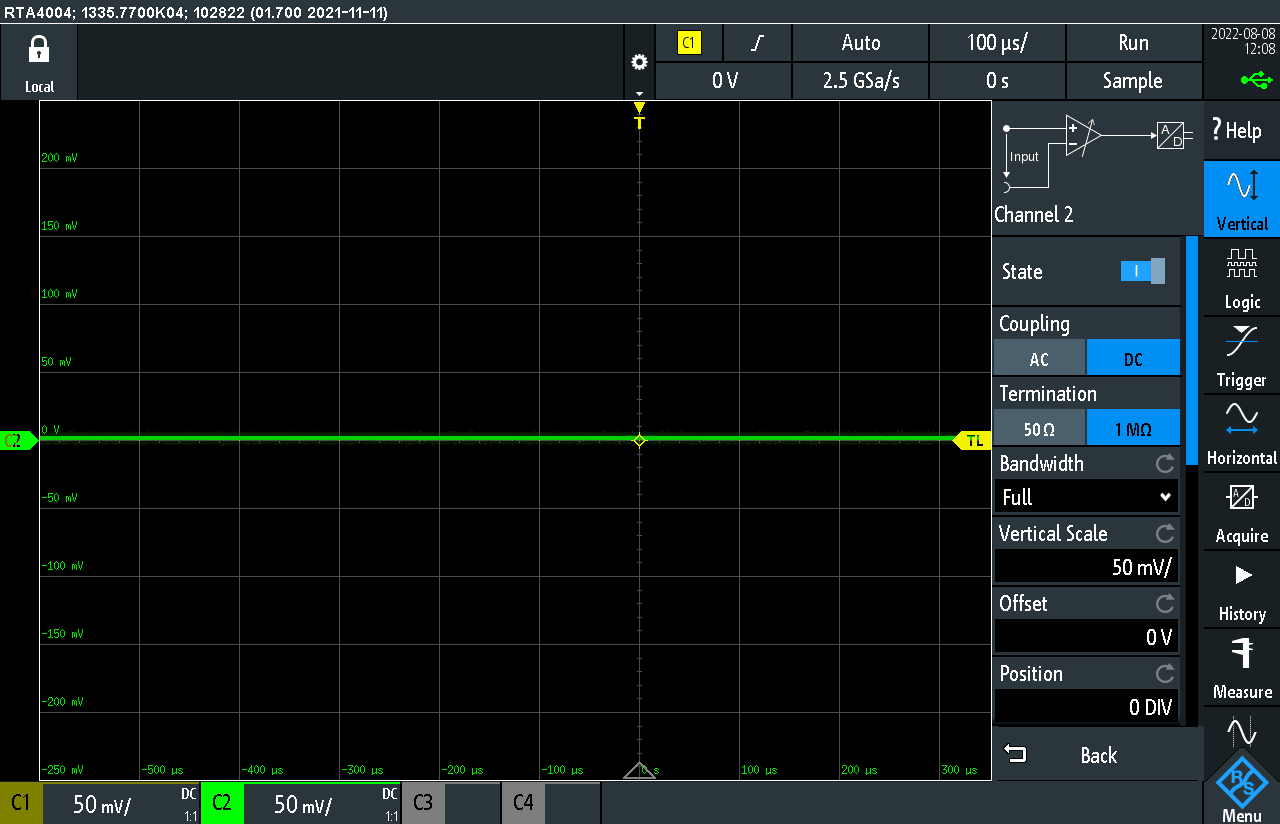 RTA4004; 1335.7700K04; 102822 (01.700 2021-11-11)
Local
C1
Auto
100 µs/
Run
2022-08-08
12:08
0 V
2.5 GSa/s
0 s
Sample
T
200 mV
150 mV
100 mV
50 mV
0 V
C2
TL
-50 mV
-100 mV
-150 mV
-200 mV
-250 mV
-500 µs
-400 µs
-300 µs
-200 µs
-100 µs
0 s
100 µs
200 µs
300 µs
Input
A
D
Channel 2
State
I
Coupling
AC
DC
Termination
50 Ω
1 MΩ
Bandwidth
Full
Vertical Scale
50 mV/
Offset
0 V
Position
0 DIV
Back
? Help
Vertical
Logic
Trigger
Horizontal
A
D
Acquire
History
Measure
R
S
Menu
C1
50 mV/
DC
1:1
C2
50 mV/
DC
1:1
C3
C4